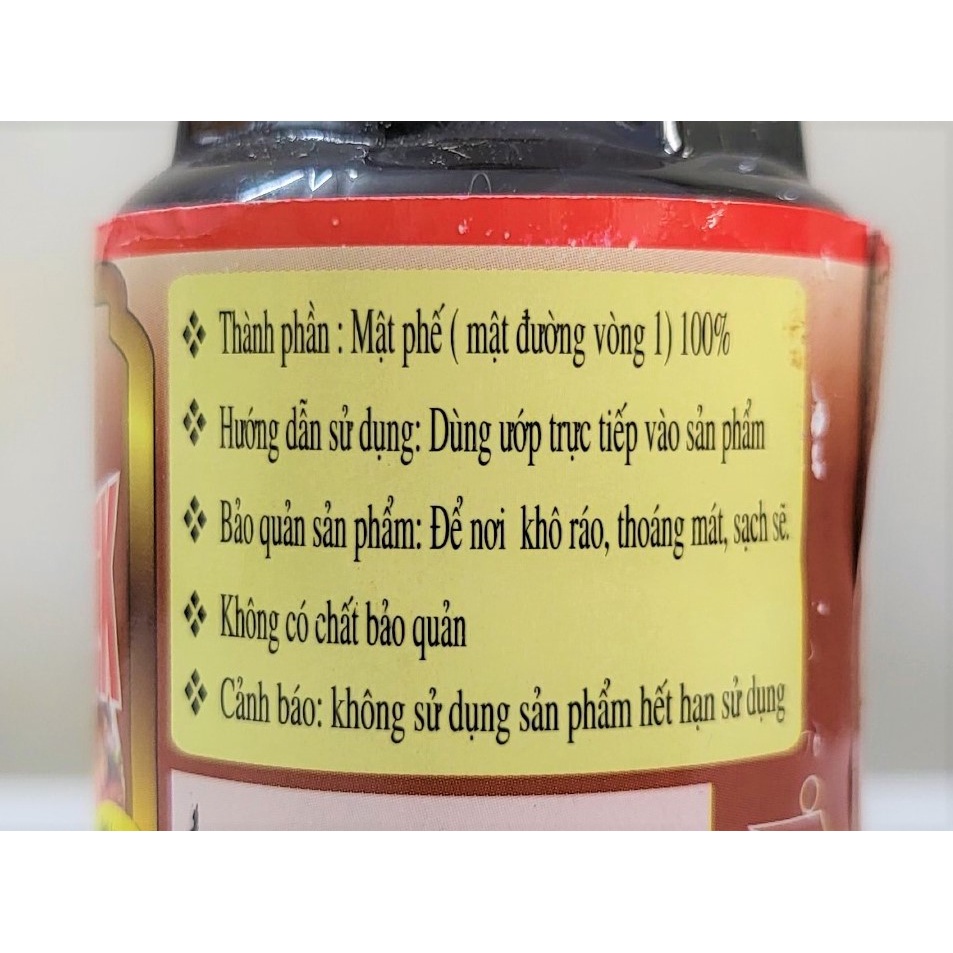 ❖ Thành phần : Mật phế ( mật đường vòng 1) 100%
❖ Hướng dẫn sử dụng: Dùng ướp trực tiếp vào sản phẩm
❖ Bảo quản sản phẩm: Để nơi khô ráo, thoáng mát, sạch sẽ.
❖ Không có chất bảo quản
❖ Cảnh báo: không sử dụng sản phẩm hết hạn sử dụng